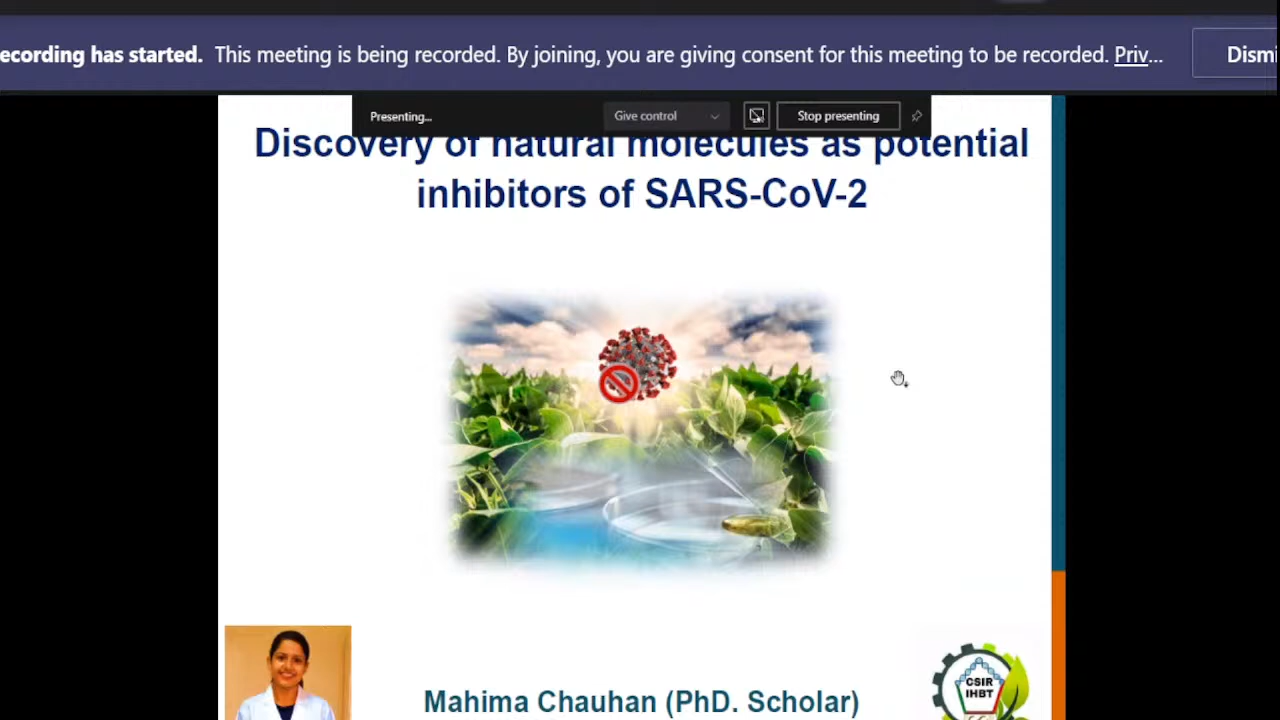 ecording has started. This meeting is being recorded. By joining, you are giving consent for this meeting to be recorded. Priv...
Dismi
Presenting...
Give control
Stop presenting
Discovery of natural molecules as potential
inhibitors of SARS-CoV-2
CSIR
IHBT
Mahima Chauhan (PhD. Scholar)